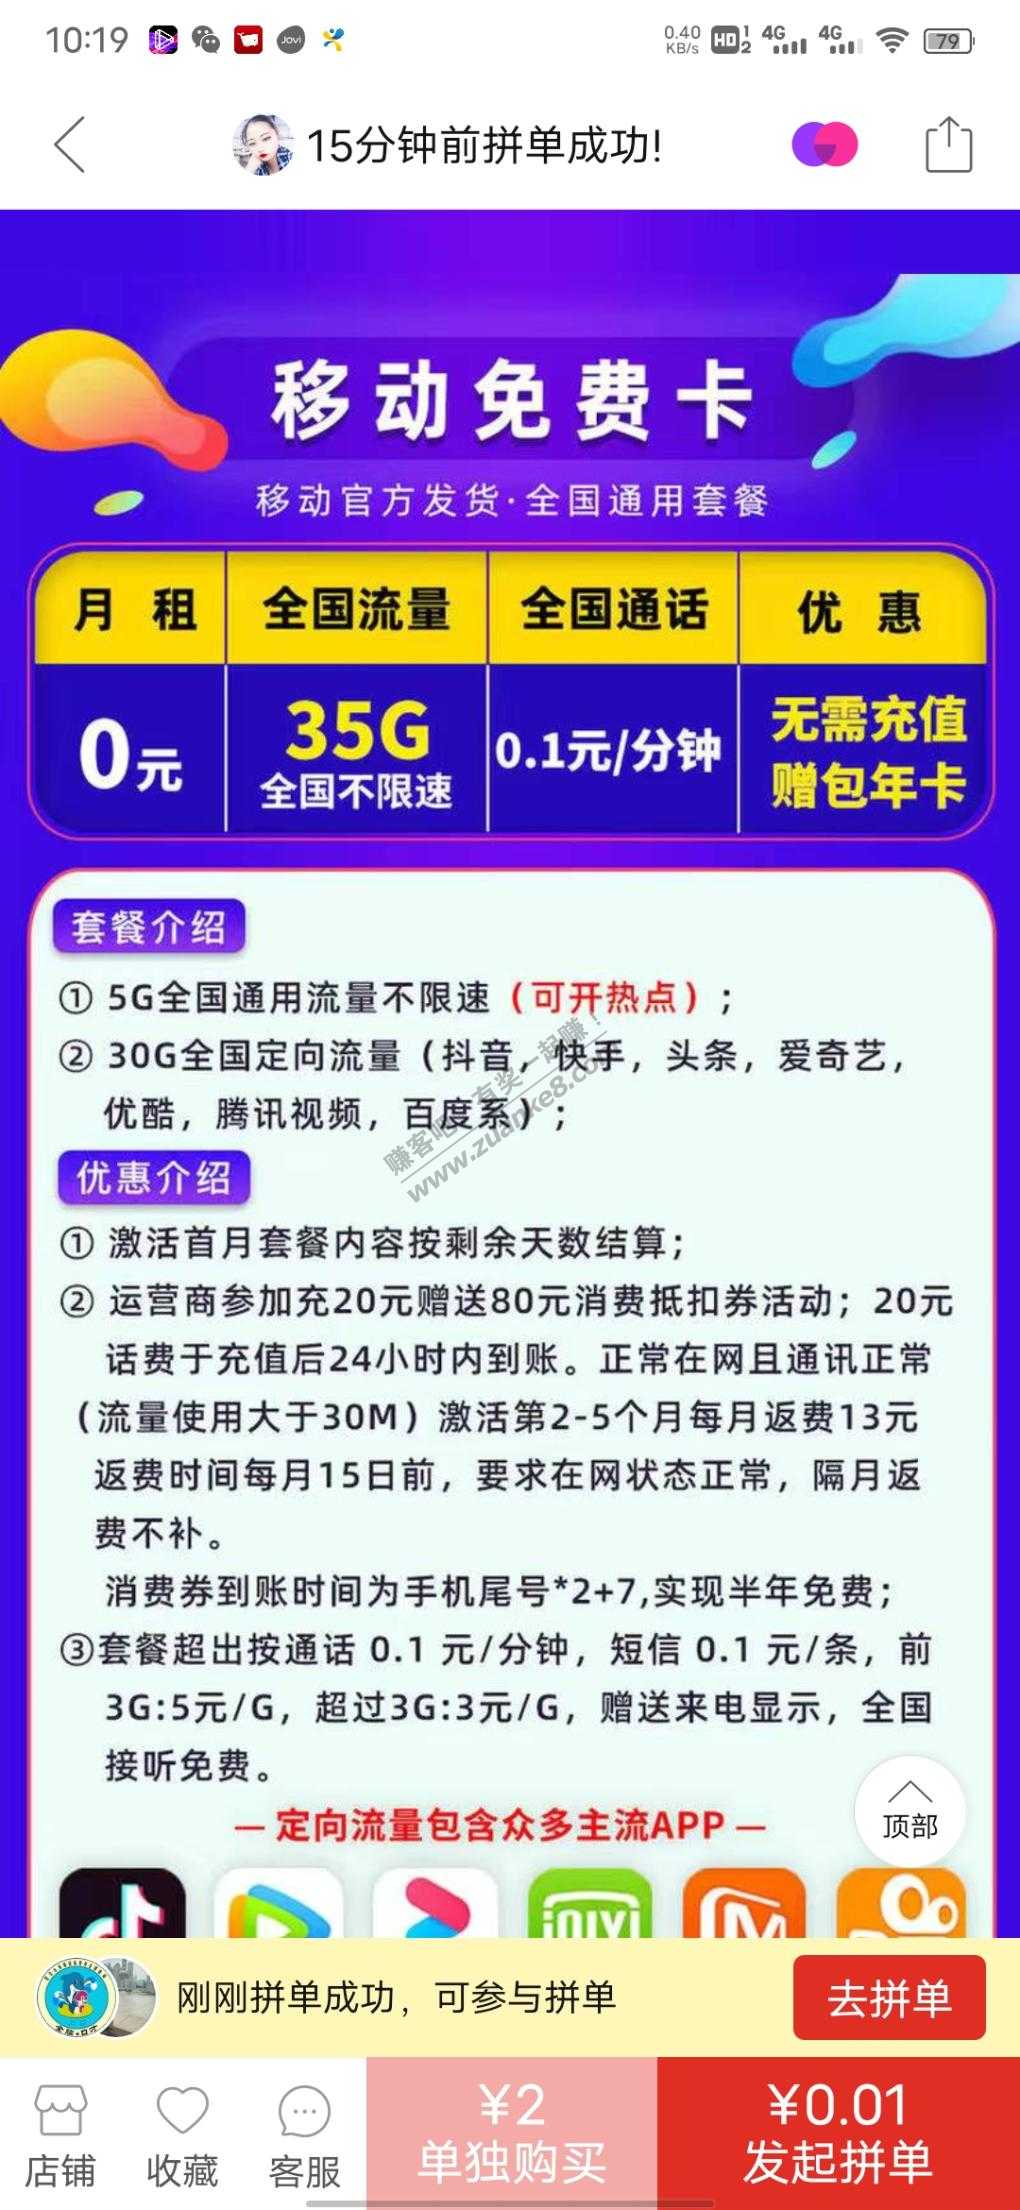 10:19
0.40
KB/s
HD 1
2
4G
4G
79
Jovi
15分钟前拼单成功!
移动免费卡
移动官方发货·全国通用套餐
月 租
全国流量
全国通话
优 惠
0元
35G
全国不限速
0.1元/分钟
无需充值
赠包年卡
套餐介绍
① 5G全国通用流量不限速（可开热点）；
② 30G全国定向流量（抖音，快手，头条，爱奇艺，
优酷，腾讯视频，百度系）；
赚客吧，有奖一起赚！
www.zuanke8.com
优惠介绍
① 激活首月套餐内容按剩余天数结算；
② 运营商参加充20元赠送80元消费抵扣券活动；20元
话费于充值后24小时内到账。正常在网且通讯正常
（流量使用大于30M）激活第2-5个月每月返费13元
返费时间每月15日前，要求在网状态正常，隔月返
费不补。
消费券到账时间为手机尾号*2+7,实现半年免费；
③套餐超出按通话 0.1 元/分钟，短信 0.1 元/条，前
3G:5元/G，超过3G:3元/G，赠送来电显示，全国
接听免费。
— 定向流量包含众多主流APP —
顶部
刚刚拼单成功，可参与拼单
去拼单
店铺
收藏
客服
¥2
单独购买
¥0.01
发起拼单